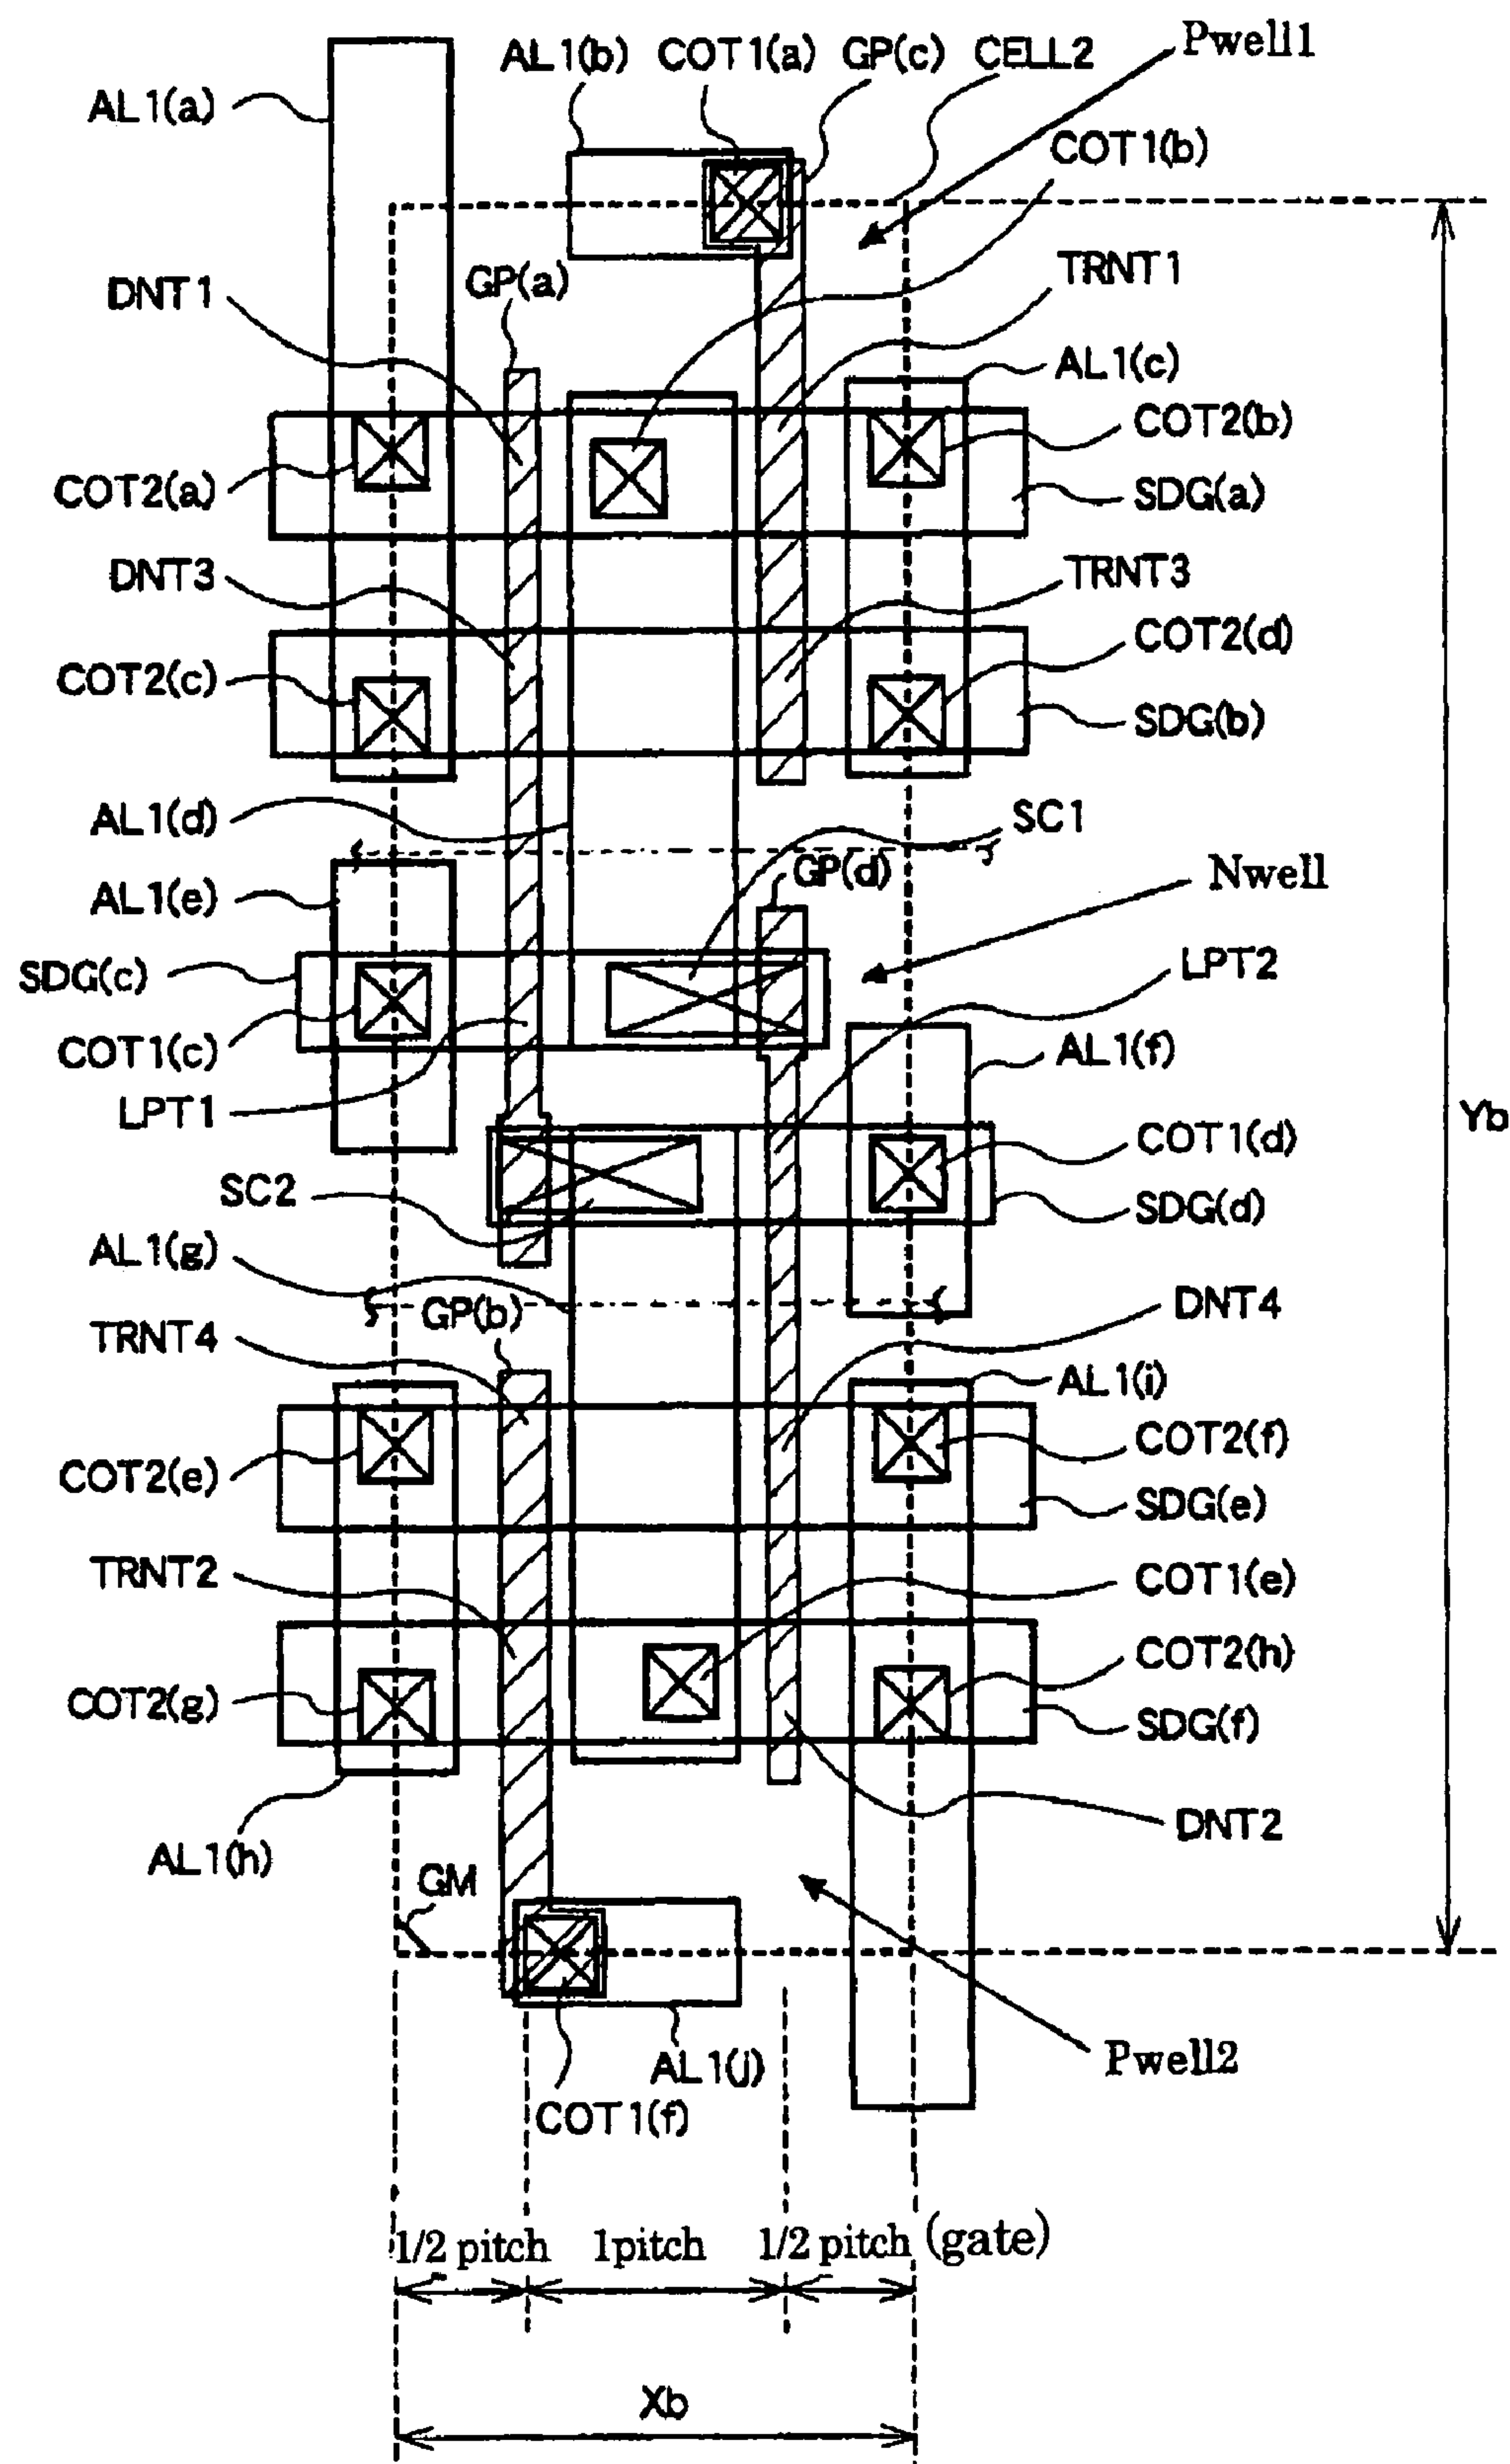 Pwell1
AL1(b) COT1(a) GP(c) CELL2
AL1(a)
COT1(b)
DNT1
GP(a)
TRNT1
AL1(c)
COT2(b)
COT2(a)
SDG(a)
DNT3
TRNT3
COT2(d)
COT2(c)
SDG(b)
AL1(d)
SC1
AL1(e)
GP(d)
Nwell
SDG(c)
LPT2
COT1(c)
AL1(f)
LPT1
Yb
COT1(d)
SC2
SDG(d)
AL1(g)
GP(b)
DNT4
TRNT4
AL1(i)
COT2(e)
COT2(f)
SDG(e)
TRNT2
COT1(e)
COT2(g)
COT2(h)
SDG(f)
AL1(h)
DNT2
GM
AL1(j)
Pwell2
COT1(f)
1/2 pitch 1pitch 1/2 pitch (gate)
Xb